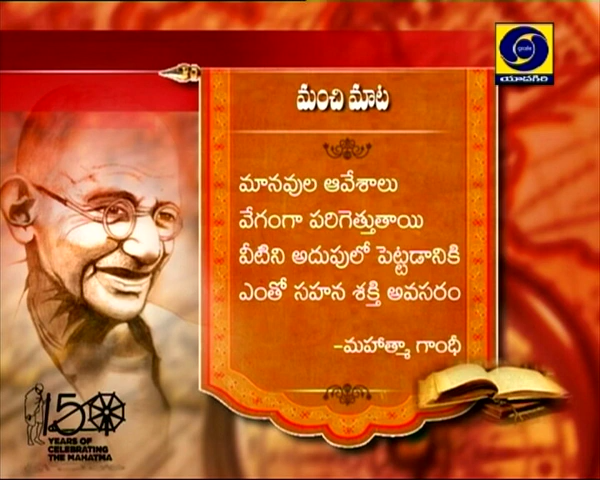 యాదగిరి
మంచి మాట
మానవుల ఆవేశాలు
వేగంగా పరిగెత్తుతాయి
వీటిని అదుపులో పెట్టడానికి
ఎంతో సహన శక్తి అవసరం
-మహాత్మా గాంధీ
150
YEARS OF
CELEBRATING
THE MAHATMA